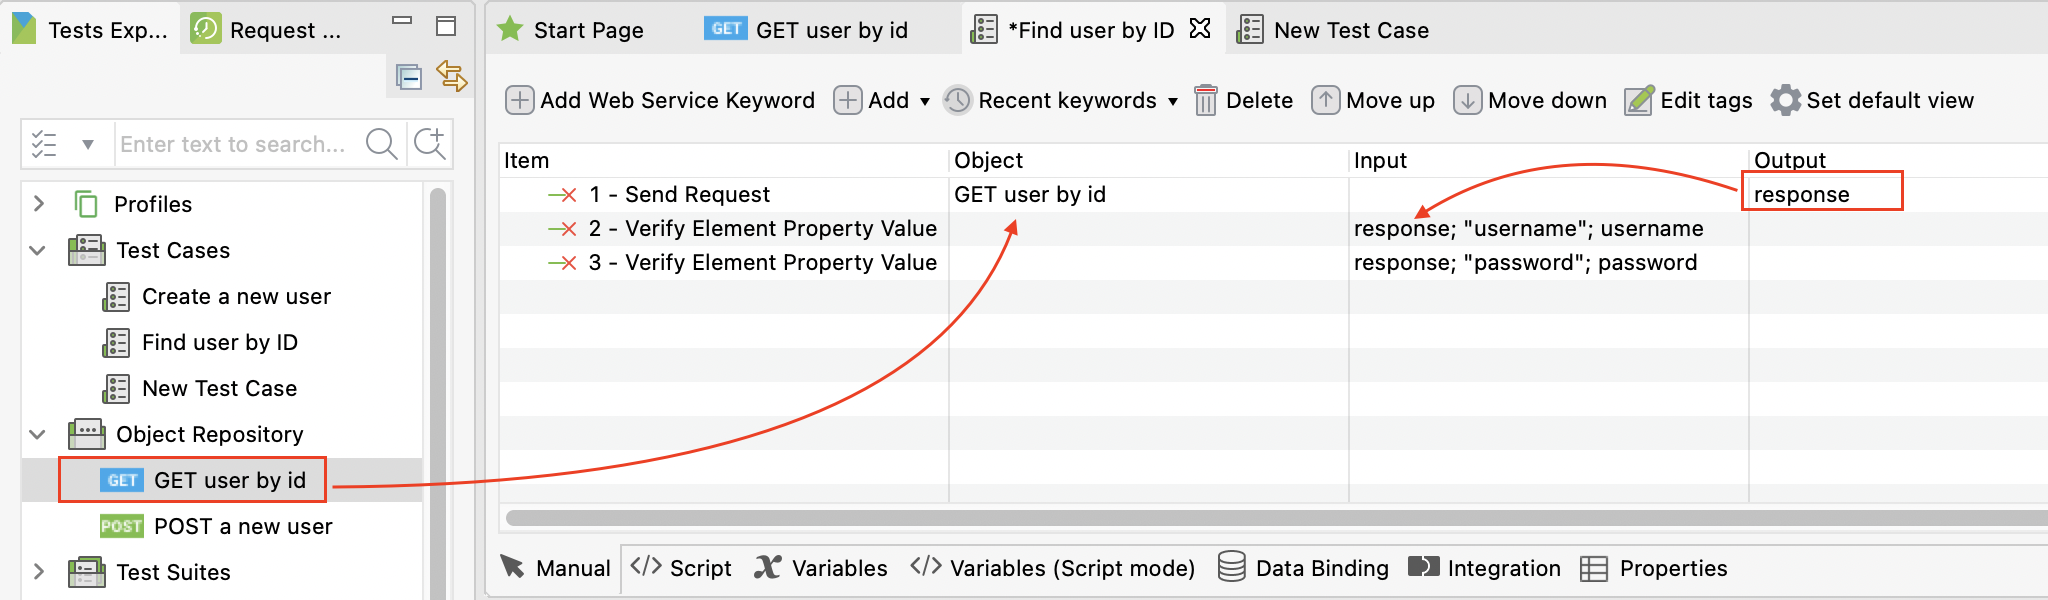 Tests Exp...
Request ...
Enter text to search...
Profiles
Test Cases
Create a new user
Find user by ID
New Test Case
Object Repository
GET GET user by id
POST POST a new user
Test Suites
Start Page
GET GET user by id
*Find user by ID
New Test Case
Add Web Service Keyword
Add
Recent keywords
Delete
Move up
Move down
Edit tags
Set default view
Item Object Input Output
1 - Send Request GET user by id response
2 - Verify Element Property Value response; "username"; username
3 - Verify Element Property Value response; "password"; password
Manual
</> Script
Variables
</> Variables (Script mode)
Data Binding
Integration
Properties